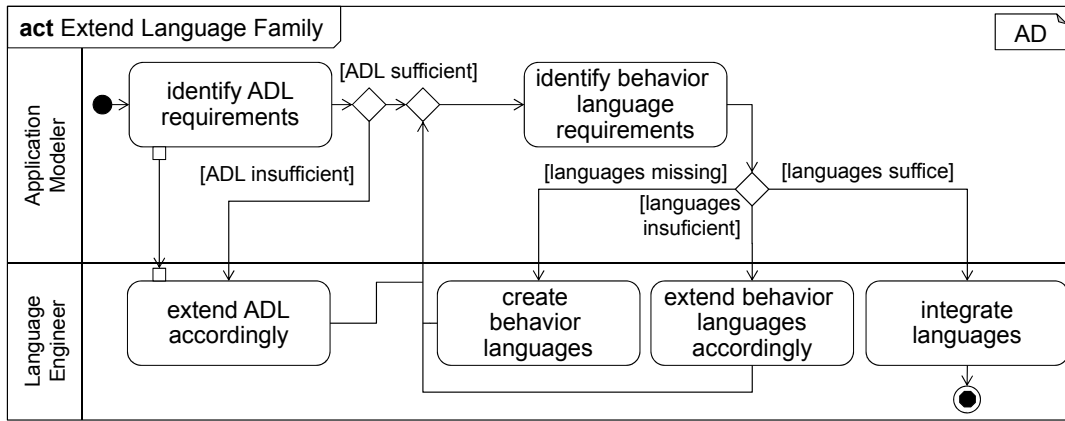 act Extend Language Family
AD
Application
Modeler
identify ADL
requirements
[ADL sufficient]
identify behavior
language
requirements
[ADL insufficient]
[languages missing]
[languages suffice]
[languages
insuficient]
Language
Engineer
extend ADL
accordingly
create
behavior
languages
extend behavior
languages
accordingly
integrate
languages